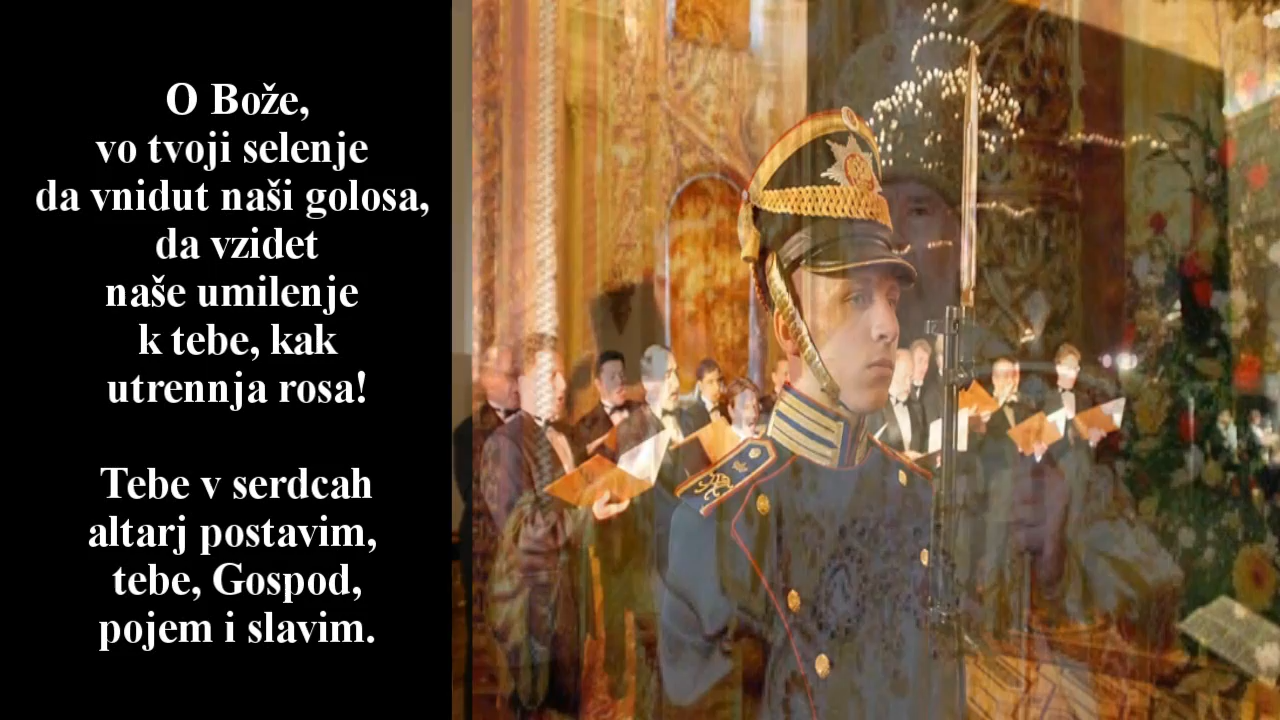 O Bože,
vo tvoji selenje
da vnidut naši golosa,
da vzidet
naše umilenje
k tebe, kak
utrennja rosa!
Tebe v serdcah
altarj postavim,
tebe, Gospod,
pojem i slavim.